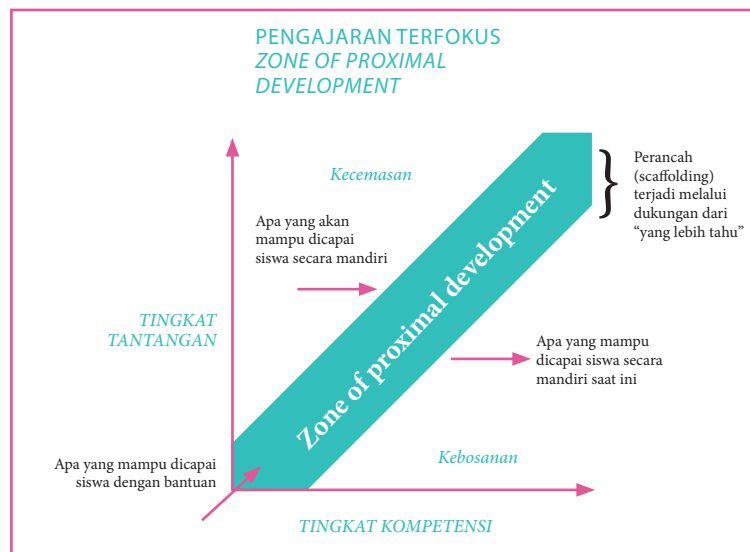 PENGAJARAN TERFOKUS
ZONE OF PROXIMAL
DEVELOPMENT
Kecemasan
Perancah
(scaffolding)
terjadi melalui
dukungan dari
“yang lebih tahu”
Apa yang akan
mampu dicapai
siswa secara mandiri
Zone of proximal development
TINGKAT
TANTANGAN
Apa yang mampu
dicapai siswa secara
mandiri saat ini
Apa yang mampu dicapai
siswa dengan bantuan
Kebosanan
TINGKAT KOMPETENSI